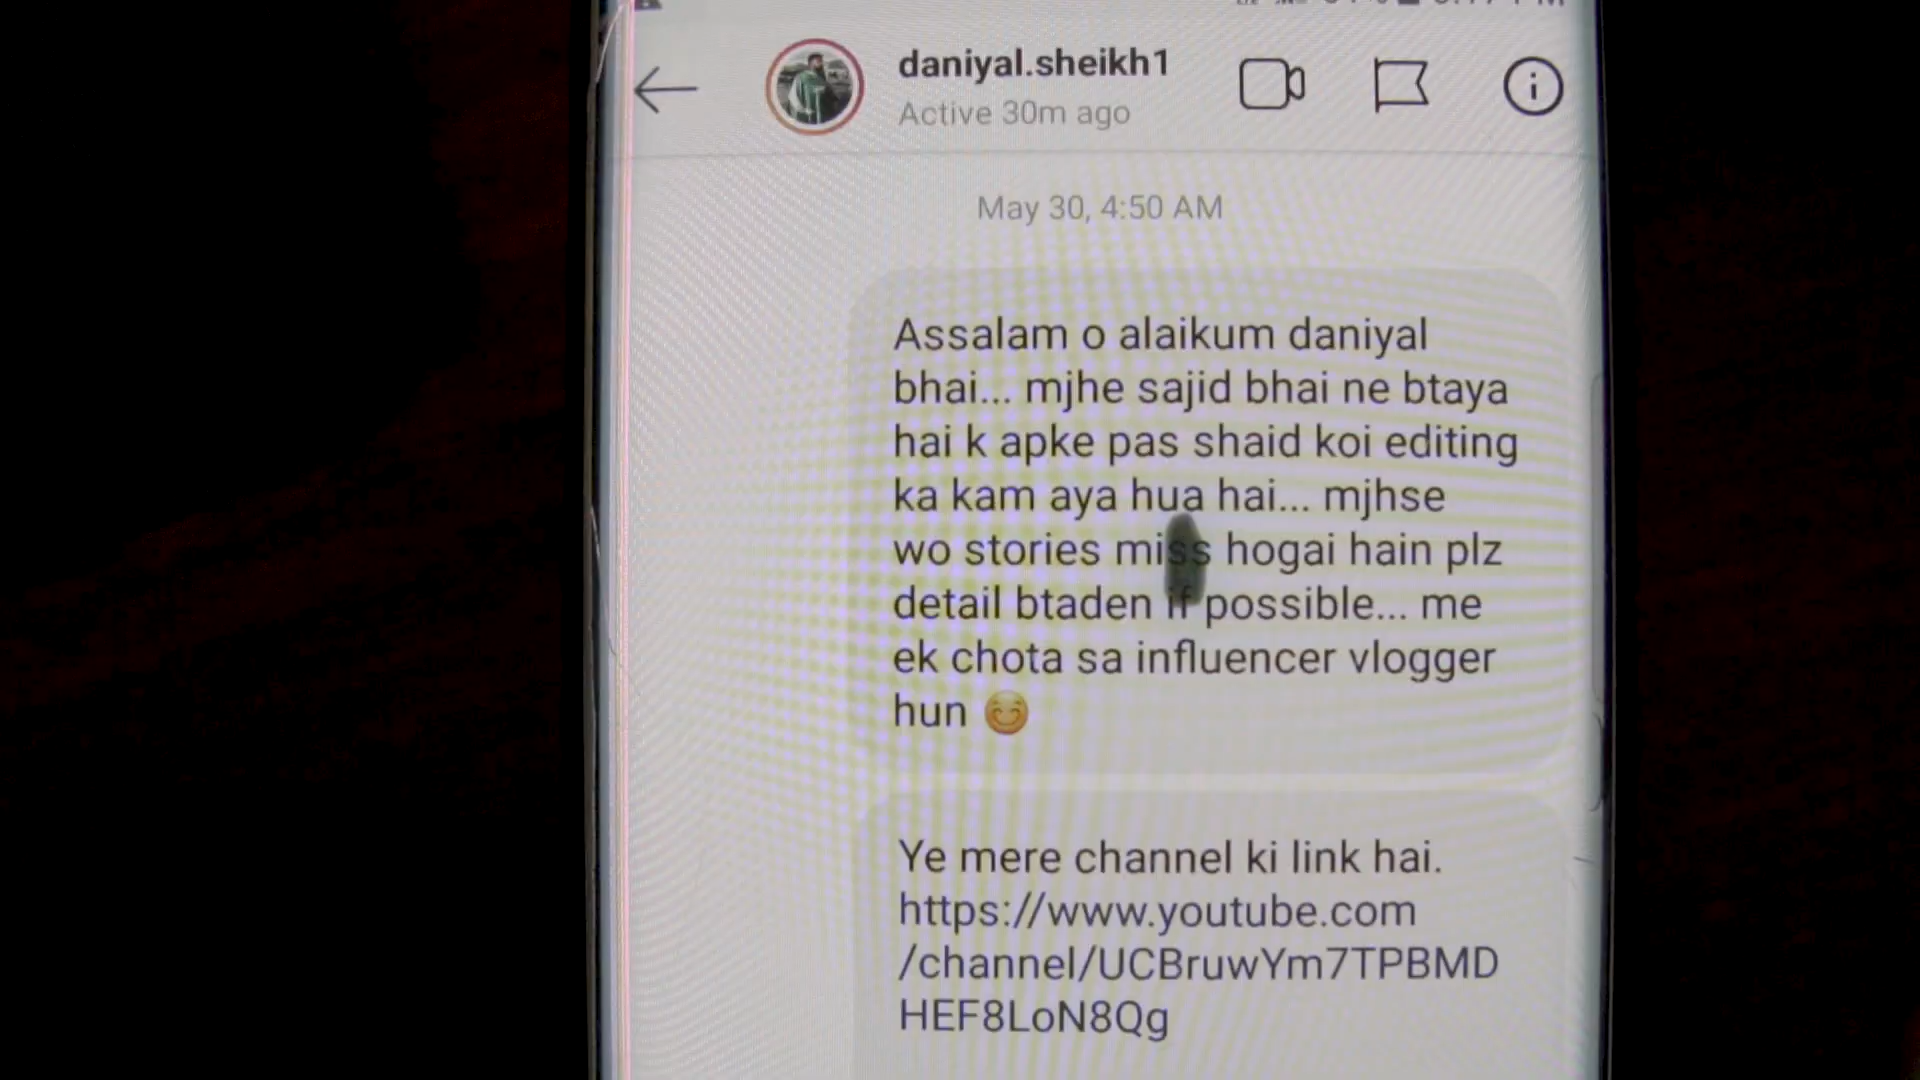 daniyal.sheikh1
Active 30m ago
May 30, 4:50 AM
Assalam o alaikum daniyal
bhai... mjhe sajid bhai ne btaya
hai k apke pas shaid koi editing
ka kam aya hua hai... mjhse
wo stories miss hogai hain plz
detail btaden if possible... me
ek chota sa influencer vlogger
hun 😊
Ye mere channel ki link hai.
https://www.youtube.com
/channel/UCBruwYm7TPBMD
HEF8LoN8Qg